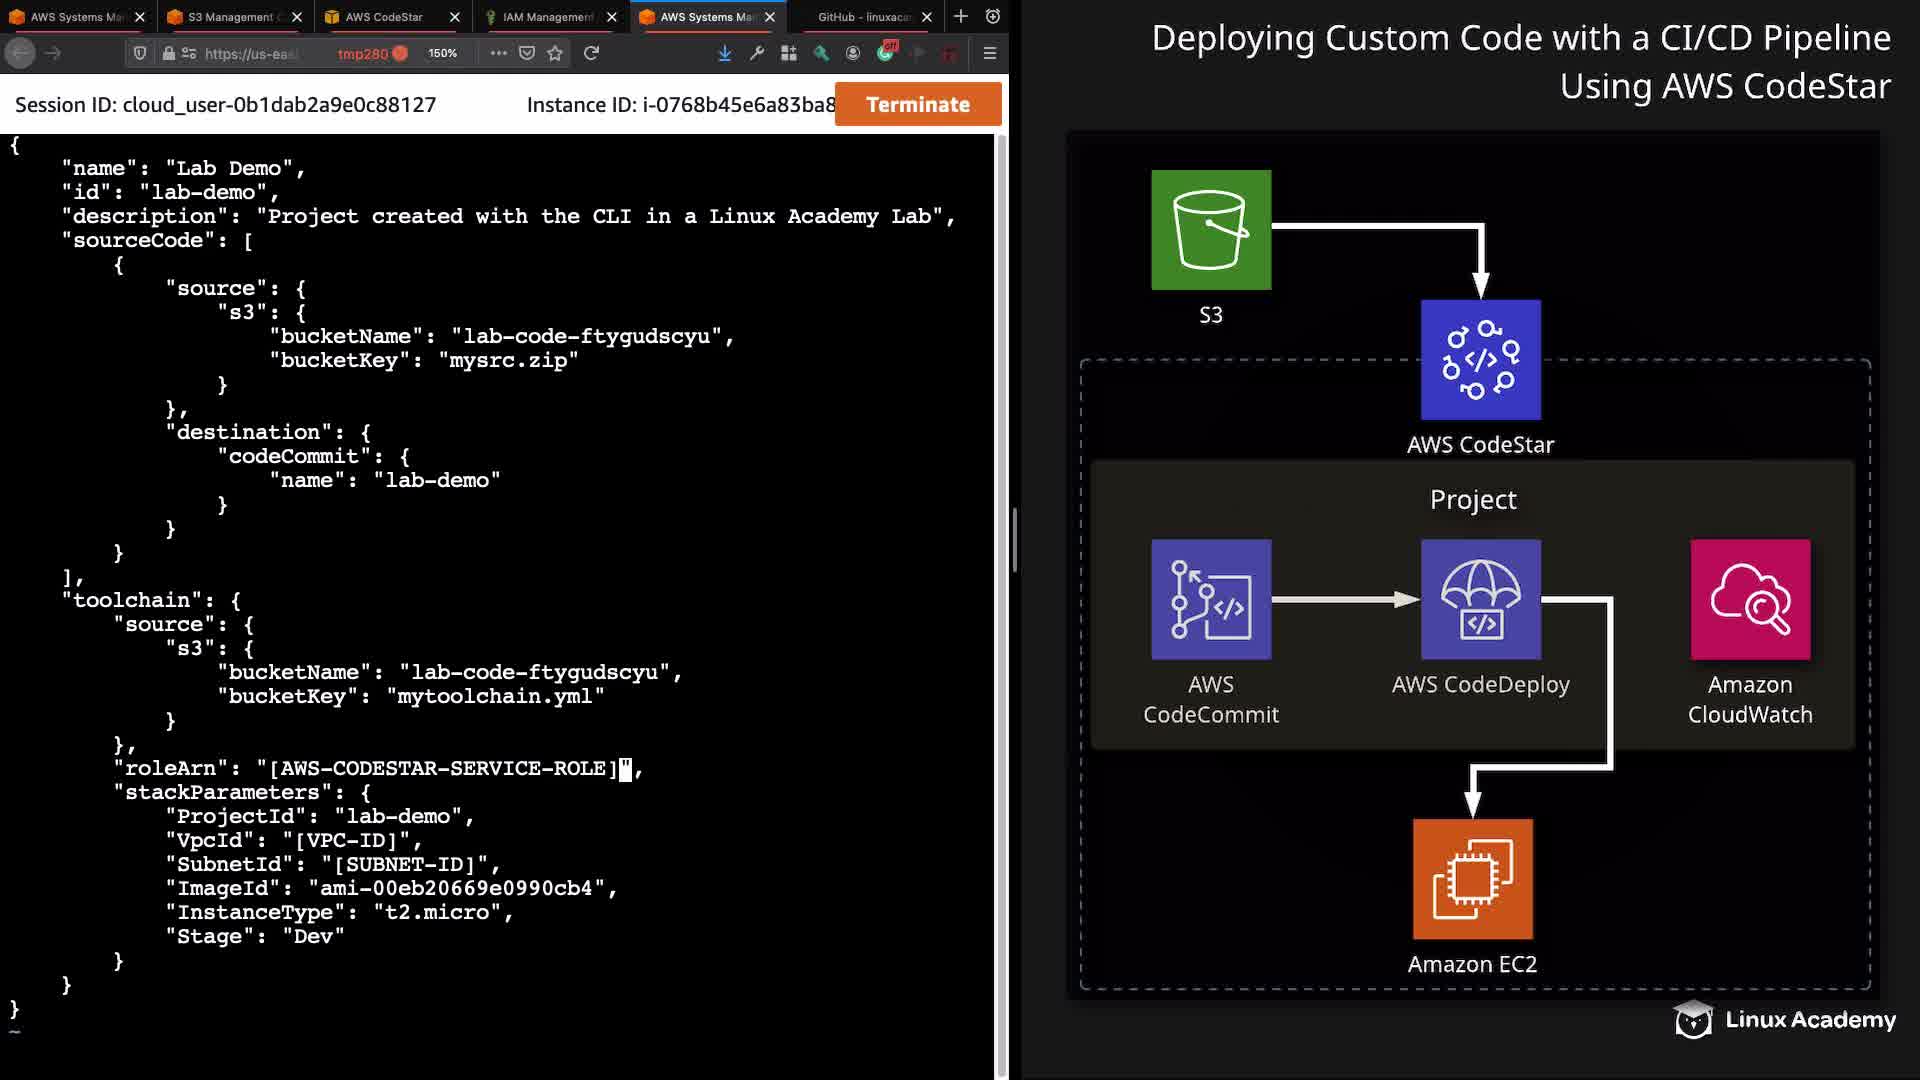 AWS Systems Ma
S3 Management
AWS CodeStar
IAM Management
AWS Systems Ma
GitHub - linuxaca
https://us-eas
tmp280
150%
off
Session ID: cloud_user-0b1dab2a9e0c88127
Instance ID: i-0768b45e6a83ba8
Terminate
{
"name": "Lab Demo",
"id": "lab-demo",
"description": "Project created with the CLI in a Linux Academy Lab",
"sourceCode": [
{
"source": {
"s3": {
"bucketName": "lab-code-ftygudscyu",
"bucketKey": "mysrc.zip"
}
},
"destination": {
"codeCommit": {
"name": "lab-demo"
}
}
}
],
"toolchain": {
"source": {
"s3": {
"bucketName": "lab-code-ftygudscyu",
"bucketKey": "mytoolchain.yml"
}
},
"roleArn": "[AWS-CODESTAR-SERVICE-ROLE]",
"stackParameters": {
"ProjectId": "lab-demo",
"VpcId": "[VPC-ID]",
"SubnetId": "[SUBNET-ID]",
"ImageId": "ami-00eb20669e0990cb4",
"InstanceType": "t2.micro",
"Stage": "Dev"
}
}
}
~
Deploying Custom Code with a CI/CD Pipeline
Using AWS CodeStar
S3
AWS CodeStar
Project
AWS
CodeCommit
AWS CodeDeploy
Amazon
CloudWatch
Amazon EC2
Linux Academy